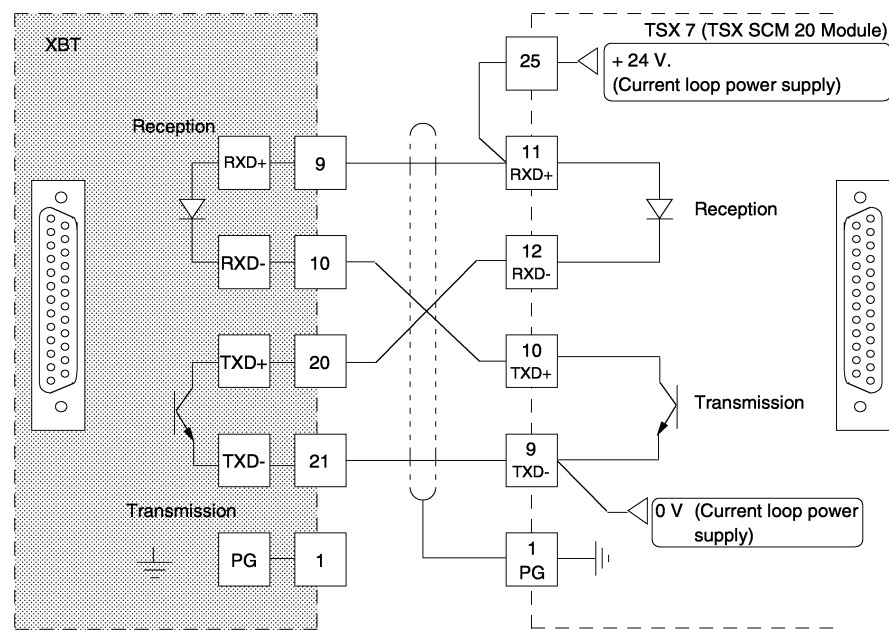 XBT
TSX 7 (TSX SCM 20 Module)
25
+ 24 V.
(Current loop power supply)
Reception
RXD+
9
11
RXD+
Reception
RXD-
10
12
RXD-
TXD+
20
10
TXD+
Transmission
TXD-
21
9
TXD-
Transmission
0 V (Current loop power
supply)
PG
1
1
PG